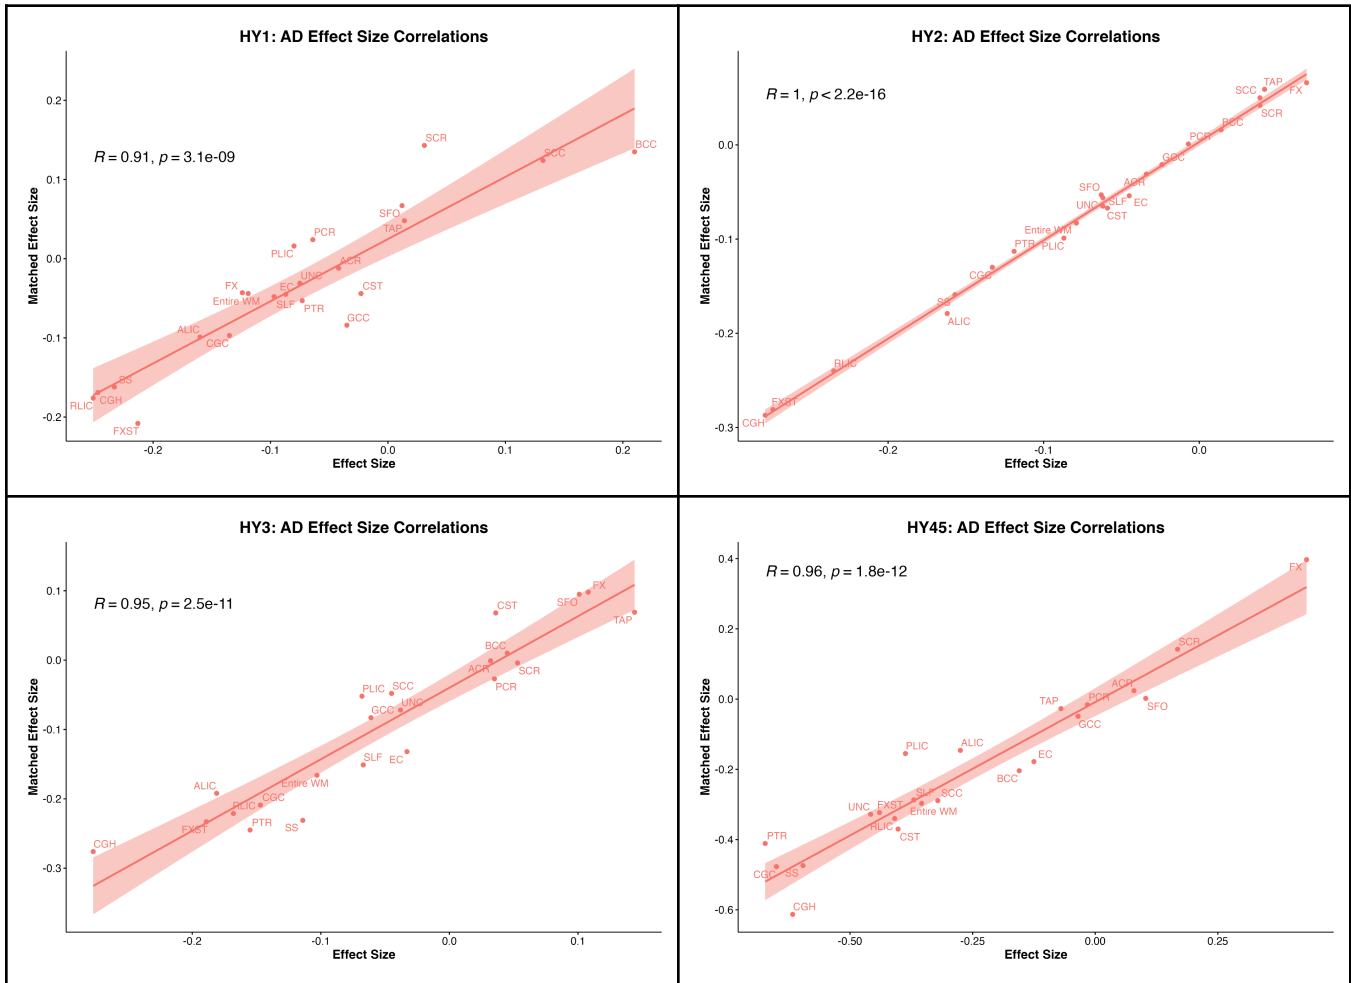 HY1: AD Effect Size Correlations
R = 0.91, p = 3.1e-09
Matched Effect Size
0.2
0.1
0.0
-0.1
-0.2
SCR
SCC
BCC
SFO
TAP
PCR
PLIC
ACR
UNC
FX
EC
CST
Entire WM
SLF
PTR
GCC
ALIC
CGC
SS
RLIC
CGH
FXST
-0.2
-0.1
0.0
0.1
0.2
Effect Size
HY2: AD Effect Size Correlations
R = 1, p < 2.2e-16
Matched Effect Size
0.0
-0.1
-0.2
-0.3
TAP
SCC
FX
SCR
BCC
PCR
GCC
ACR
SFO
UNC
SLF
EC
CST
Entire WM
PTR
PLIC
CGC
SS
ALIC
RLIC
FXST
CGH
-0.2
-0.1
0.0
Effect Size
HY3: AD Effect Size Correlations
R = 0.95, p = 2.5e-11
Matched Effect Size
0.1
0.0
-0.1
-0.2
-0.3
FX
SFO
CST
TAP
BCC
ACR
SCR
PCR
PLIC
SCC
UNC
GCC
SLF
EC
Entire WM
ALIC
RLIC
CGC
FXST
PTR
SS
CGH
-0.2
-0.1
0.0
0.1
Effect Size
HY45: AD Effect Size Correlations
R = 0.96, p = 1.8e-12
Matched Effect Size
0.4
0.2
0.0
-0.2
-0.4
-0.6
FX
SCR
ACR
SFO
PCR
TAP
GCC
PLIC
ALIC
EC
BCC
SLF
SCC
UNC
FXST
Entire WM
RLIC
CST
PTR
CGC
SS
CGH
-0.50
-0.25
0.00
0.25
Effect Size